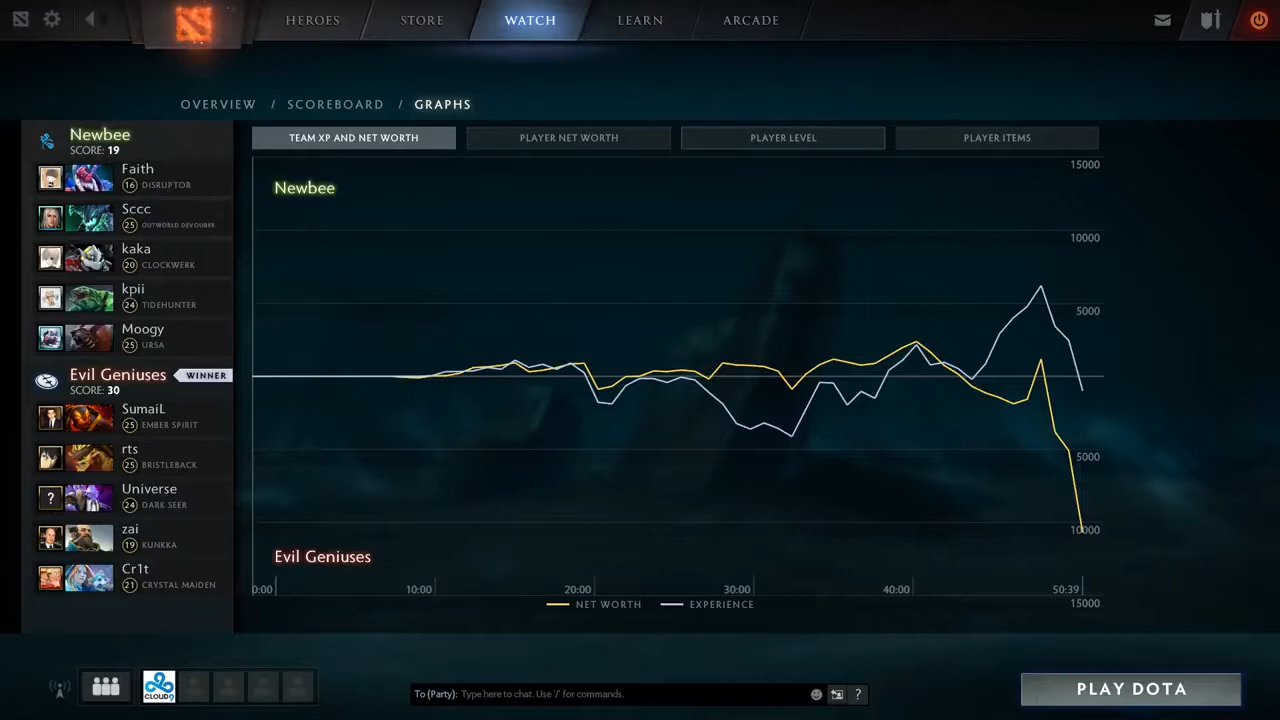 HEROES
STORE
WATCH
LEARN
ARCADE
OVERVIEW / SCOREBOARD / GRAPHS
Newbee
SCORE: 19
Faith
16 DISRUPTOR
Sccc
25 OUTWORLD DEVOURER
kaka
20 CLOCKWERK
kpii
24 TIDEHUNTER
Moogy
25 URSA
Evil Geniuses
WINNER
SCORE: 30
SumaiL
25 EMBER SPIRIT
rts
25 BRISTLEBACK
?
Universe
24 DARK SEER
zai
19 KUNKKA
Cr1t
21 CRYSTAL MAIDEN
TEAM XP AND NET WORTH
PLAYER NET WORTH
PLAYER LEVEL
PLAYER ITEMS
Newbee
15000
10000
5000
5000
10000
15000
Evil Geniuses
0:00
10:00
20:00
30:00
40:00
50:39
NET WORTH
EXPERIENCE
CLOUD9
To (Party): Type here to chat. Use '/' for commands.
?
PLAY DOTA